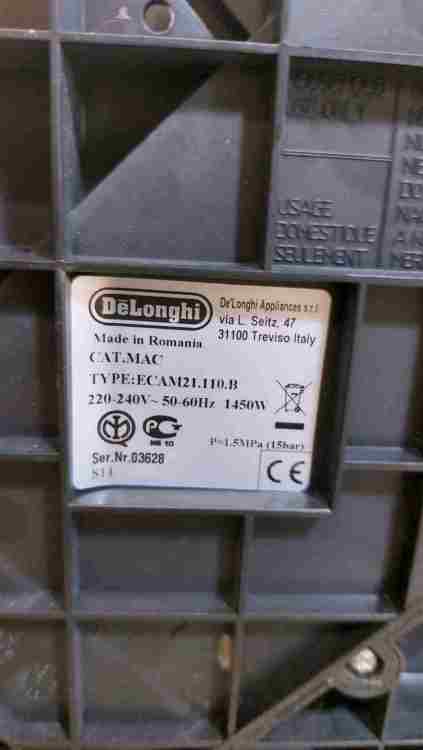 USAGE
DOMESTIQUE
SEULEMENT
DeLonghi
De'Longhi Appliances s.r.l
via L. Seitz, 47
31100 Treviso Italy
Made in Romania
CAT.MAC
TYPE:ECAM21.110.B
220-240V~ 50-60Hz 1450W
P=1.5MPa (15bar)
Ser.Nr.03628
CE